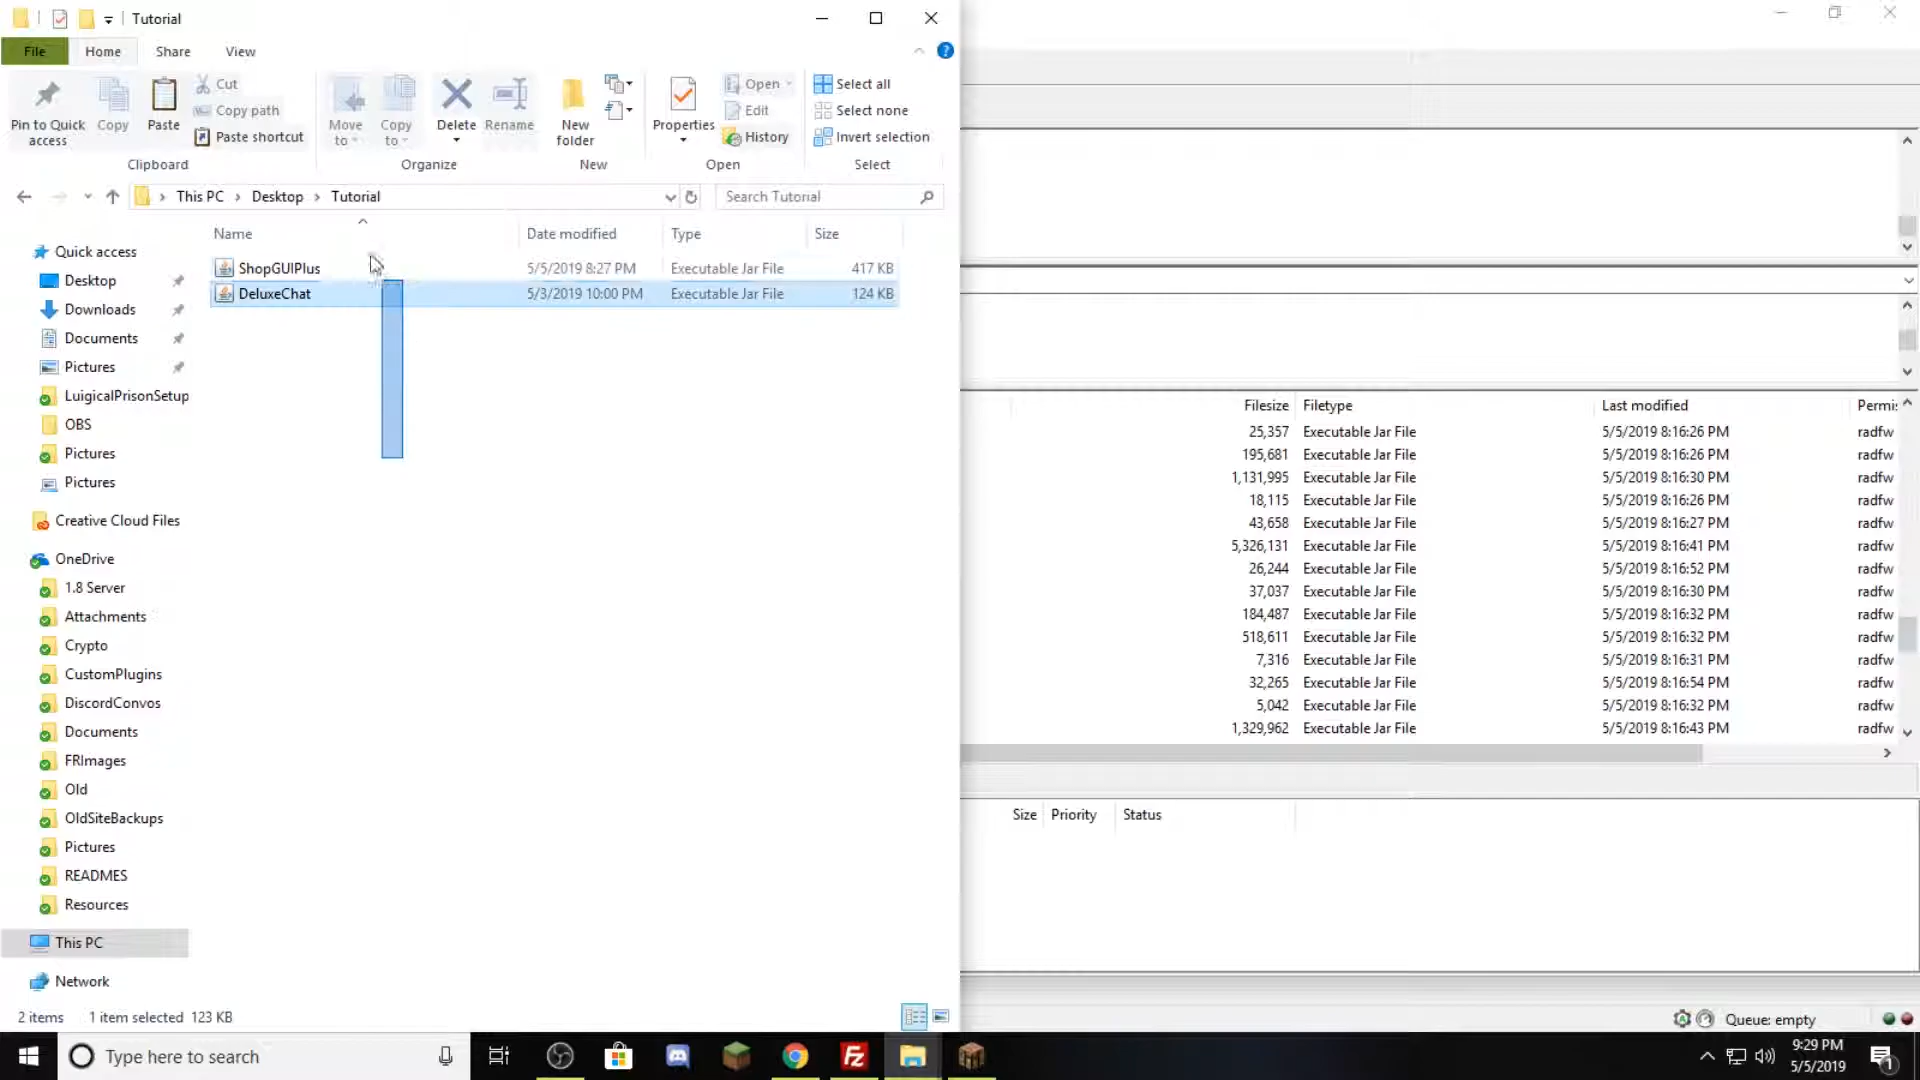 Tutorial
File Home Share View
Pin to Quick access
Copy
Paste
Cut
Copy path
Paste shortcut
Clipboard
Move to
Copy to
Delete
Rename
Organize
New folder
New
Properties
Open
Edit
History
Open
Select all
Select none
Invert selection
Select
This PC Desktop Tutorial
Search Tutorial
Name Date modified Type Size
ShopGUIPlus 5/5/2019 8:27 PM Executable Jar File 417 KB
DeluxeChat 5/3/2019 10:00 PM Executable Jar File 124 KB
Quick access
Desktop
Downloads
Documents
Pictures
LuigicalPrisonSetup
OBS
Pictures
Pictures
Creative Cloud Files
OneDrive
1.8 Server
Attachments
Crypto
CustomPlugins
DiscordConvos
Documents
FRImages
Old
OldSiteBackups
Pictures
READMES
Resources
This PC
Network
2 items 1 item selected 123 KB
Filesize Filetype Last modified Permis
25,357 Executable Jar File 5/5/2019 8:16:26 PM radfw
195,681 Executable Jar File 5/5/2019 8:16:26 PM radfw
1,131,995 Executable Jar File 5/5/2019 8:16:30 PM radfw
18,115 Executable Jar File 5/5/2019 8:16:26 PM radfw
43,658 Executable Jar File 5/5/2019 8:16:27 PM radfw
5,326,131 Executable Jar File 5/5/2019 8:16:41 PM radfw
26,244 Executable Jar File 5/5/2019 8:16:52 PM radfw
37,037 Executable Jar File 5/5/2019 8:16:30 PM radfw
184,487 Executable Jar File 5/5/2019 8:16:32 PM radfw
518,611 Executable Jar File 5/5/2019 8:16:32 PM radfw
7,316 Executable Jar File 5/5/2019 8:16:31 PM radfw
32,265 Executable Jar File 5/5/2019 8:16:54 PM radfw
5,042 Executable Jar File 5/5/2019 8:16:32 PM radfw
1,329,962 Executable Jar File 5/5/2019 8:16:43 PM radfw
Size Priority Status
Queue: empty
Type here to search
Fz
9:29 PM
5/5/2019
1